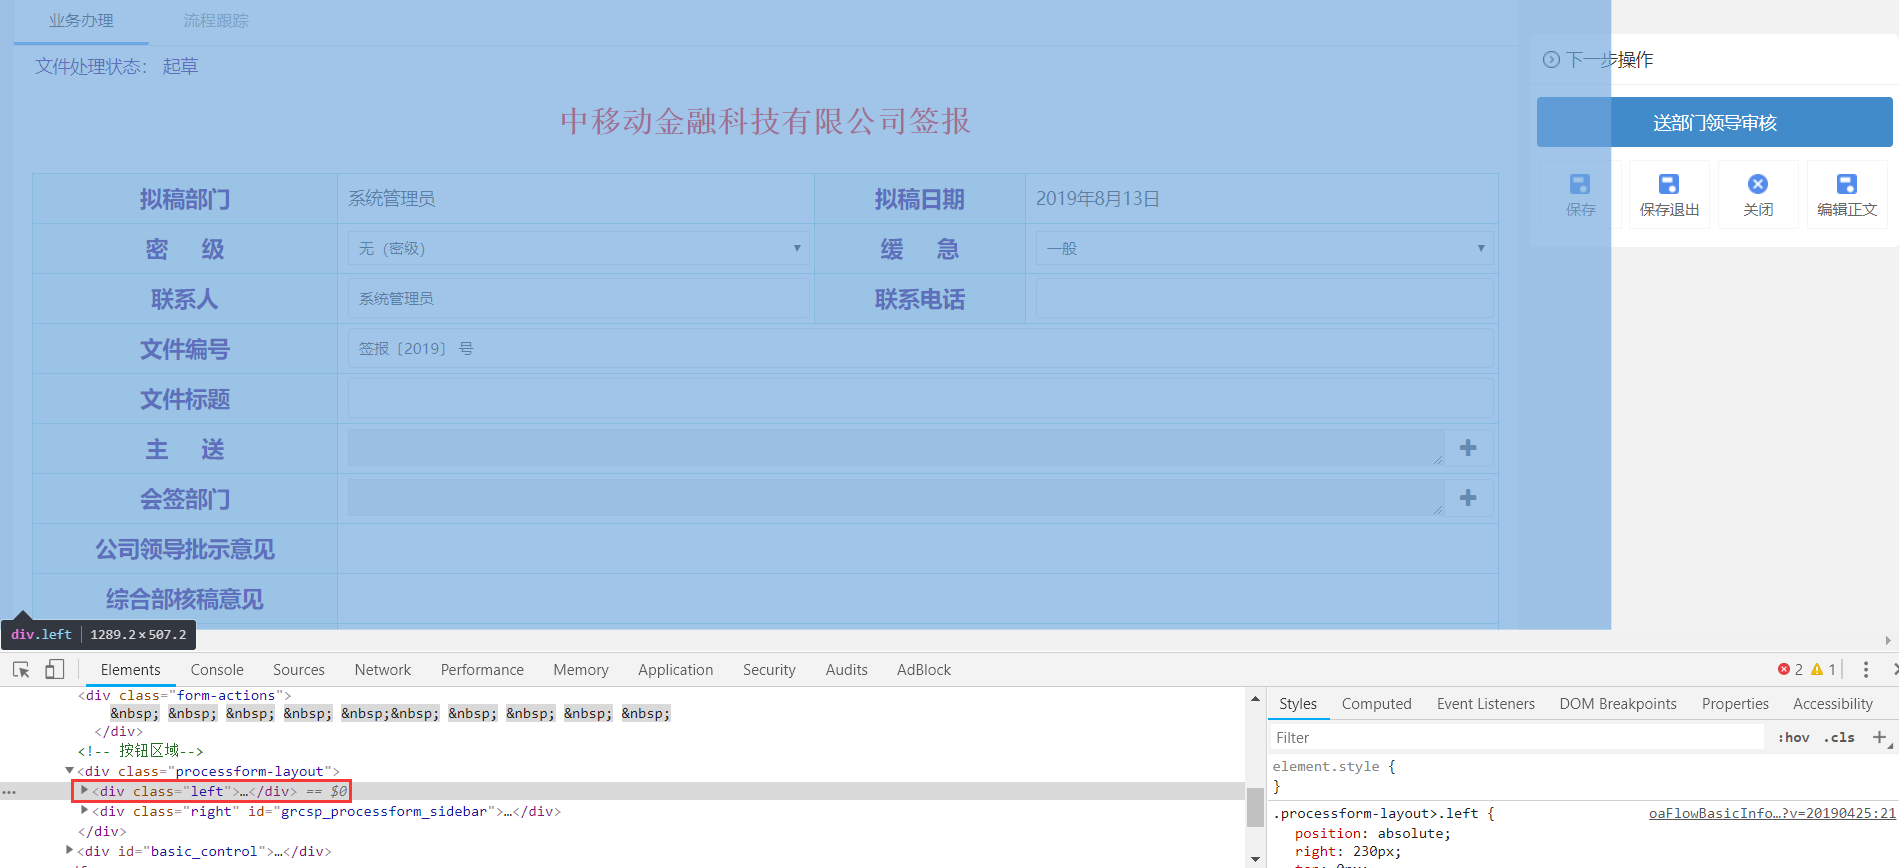 业务办理 流程跟踪
文件处理状态： 起草
下一步操作
中移动金融科技有限公司签报
送部门领导审核
保存 保存退出 关闭 编辑正文
拟稿部门 系统管理员 拟稿日期 2019年8月13日
密 级 无（密级） 缓 急 一般
联系人 系统管理员 联系电话
文件编号 签报〔2019〕 号
文件标题
主 送
会签部门
公司领导批示意见
综合部核稿意见
div.left 1289.2×507.2
Elements Console Sources Network Performance Memory Application Security Audits AdBlock 2 1
<div class="form-actions">
&nbsp; &nbsp; &nbsp; &nbsp; &nbsp;&nbsp; &nbsp; &nbsp; &nbsp; &nbsp;
</div>
<!-- 按钮区域-->
<div class="processform-layout">
<div class="left">…</div> == $0
<div class="right" id="grcsp_processform_sidebar">…</div>
</div>
<div id="basic_control">…</div>
Styles Computed Event Listeners DOM Breakpoints Properties Accessibility
Filter :hov .cls
element.style {
}
.processform-layout>.left { oaFlowBasicInfo…?v=20190425:21
position: absolute;
right: 230px;